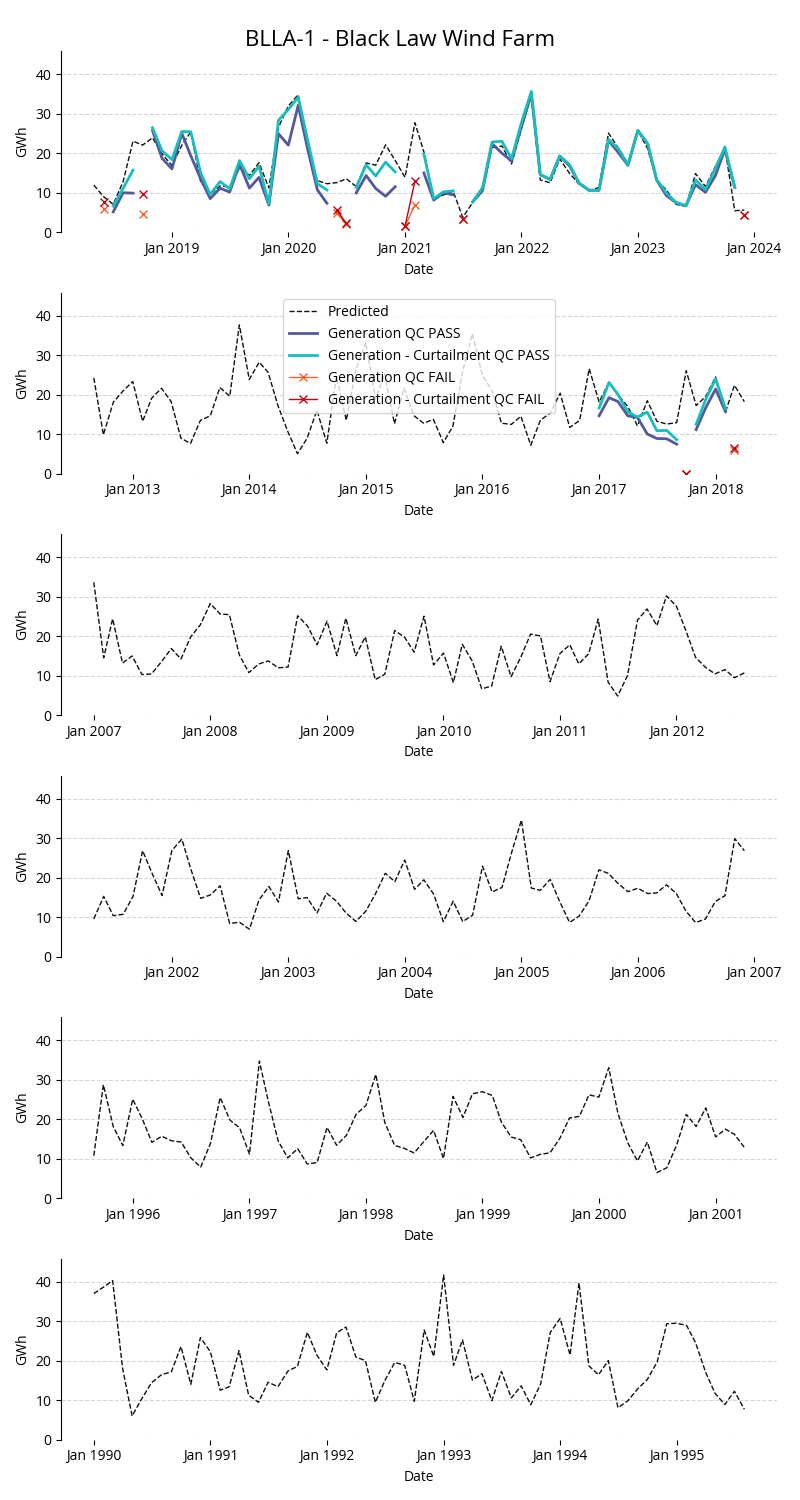 BLLA-1 - Black Law Wind Farm
40
30
20
10
0
GWh
Jan 2019 Jan 2020 Jan 2021 Jan 2022 Jan 2023 Jan 2024
Date
40
30
20
10
0
GWh
Predicted
Generation QC PASS
Generation - Curtailment QC PASS
Generation QC FAIL
Generation - Curtailment QC FAIL
Jan 2013 Jan 2014 Jan 2015 Jan 2016 Jan 2017 Jan 2018
Date
40
30
20
10
0
GWh
Jan 2007 Jan 2008 Jan 2009 Jan 2010 Jan 2011 Jan 2012
Date
40
30
20
10
0
GWh
Jan 2002 Jan 2003 Jan 2004 Jan 2005 Jan 2006 Jan 2007
Date
40
30
20
10
0
GWh
Jan 1996 Jan 1997 Jan 1998 Jan 1999 Jan 2000 Jan 2001
Date
40
30
20
10
0
GWh
Jan 1990 Jan 1991 Jan 1992 Jan 1993 Jan 1994 Jan 1995
Date